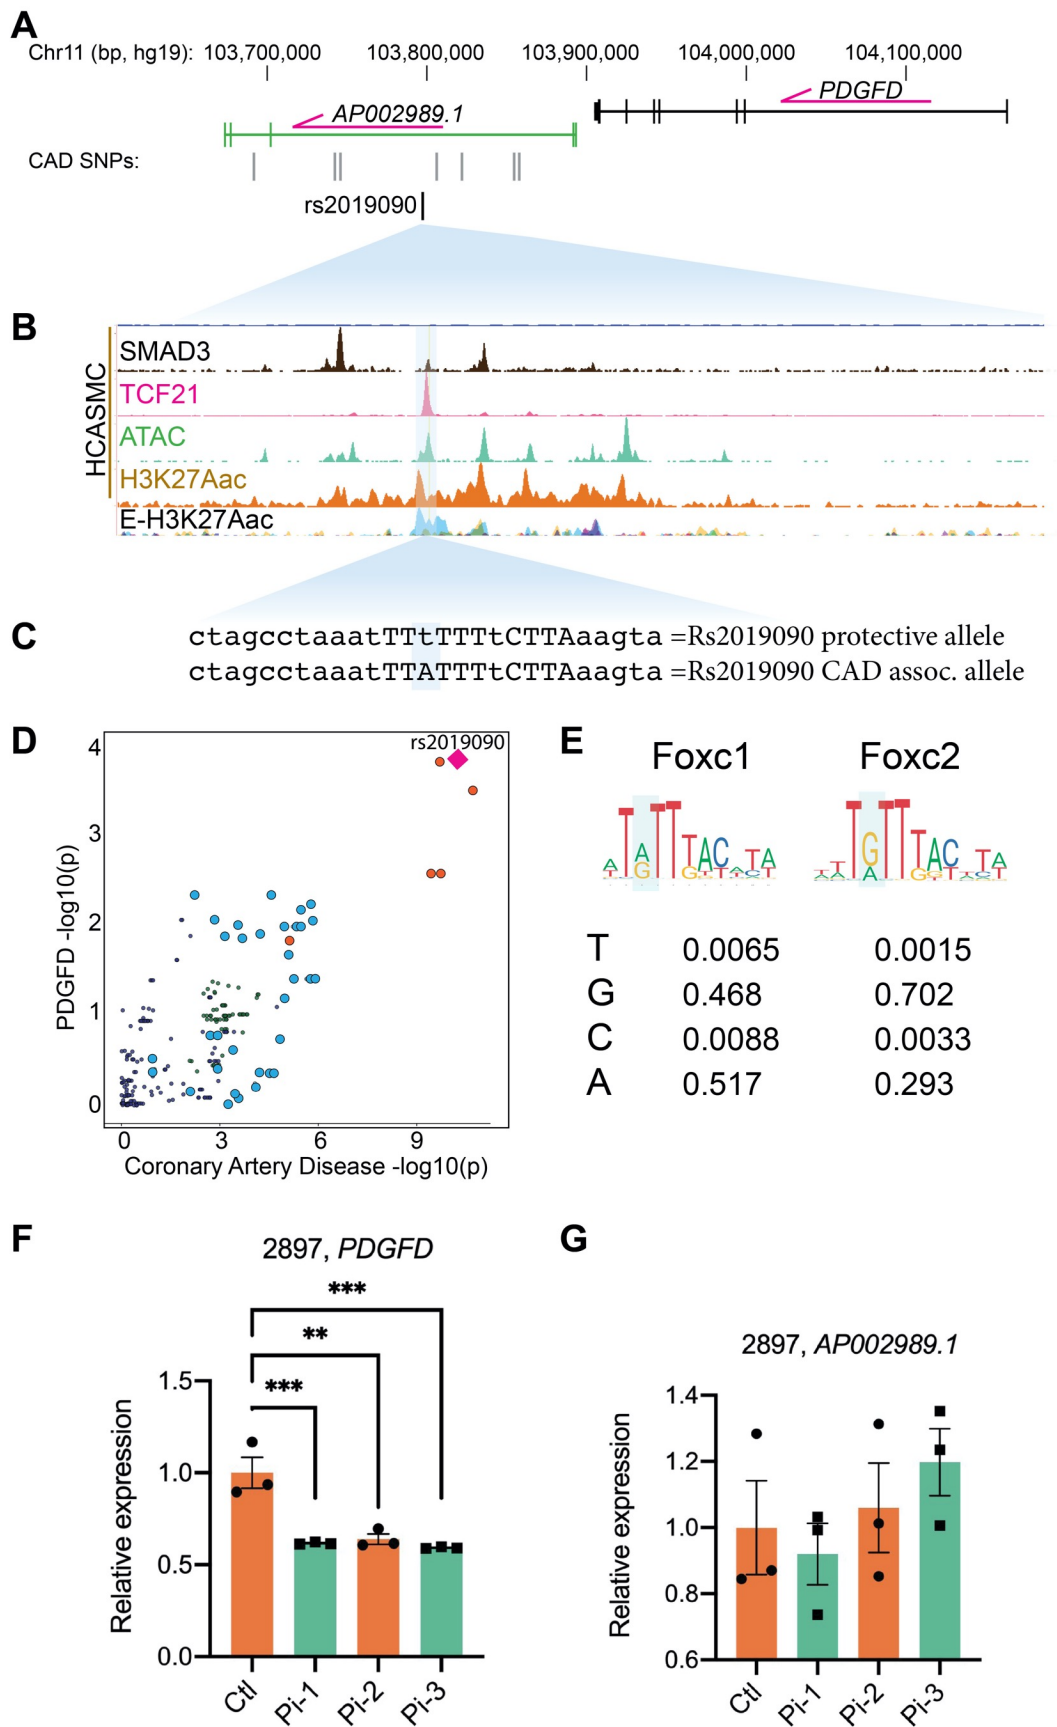 A
Chr11 (bp, hg19): 103,700,000 103,800,000 103,900,000 104,000,000 104,100,000
PDGFD
AP002989.1
CAD SNPs:
rs2019090
B
HCASMC
SMAD3
TCF21
ATAC
H3K27Aac
E-H3K27Aac
C
ctagcctaaatTTtTTTtCTTAaagta =Rs2019090 protective allele
ctagcctaaatTTATTTtCTTAaagta =Rs2019090 CAD assoc. allele
D
rs2019090
PDGFD -log10(p)
4
3
2
1
0
0 3 6 9
Coronary Artery Disease -log10(p)
E
Foxc1 Foxc2
T 0.0065 0.0015
G 0.468 0.702
C 0.0088 0.0033
A 0.517 0.293
F
2897, PDGFD
***
**
***
Relative expression
1.5
1.0
0.5
0.0
Ctl Pi-1 Pi-2 Pi-3
G
2897, AP002989.1
Relative expression
1.4
1.2
1.0
0.8
0.6
Ctl Pi-1 Pi-2 Pi-3